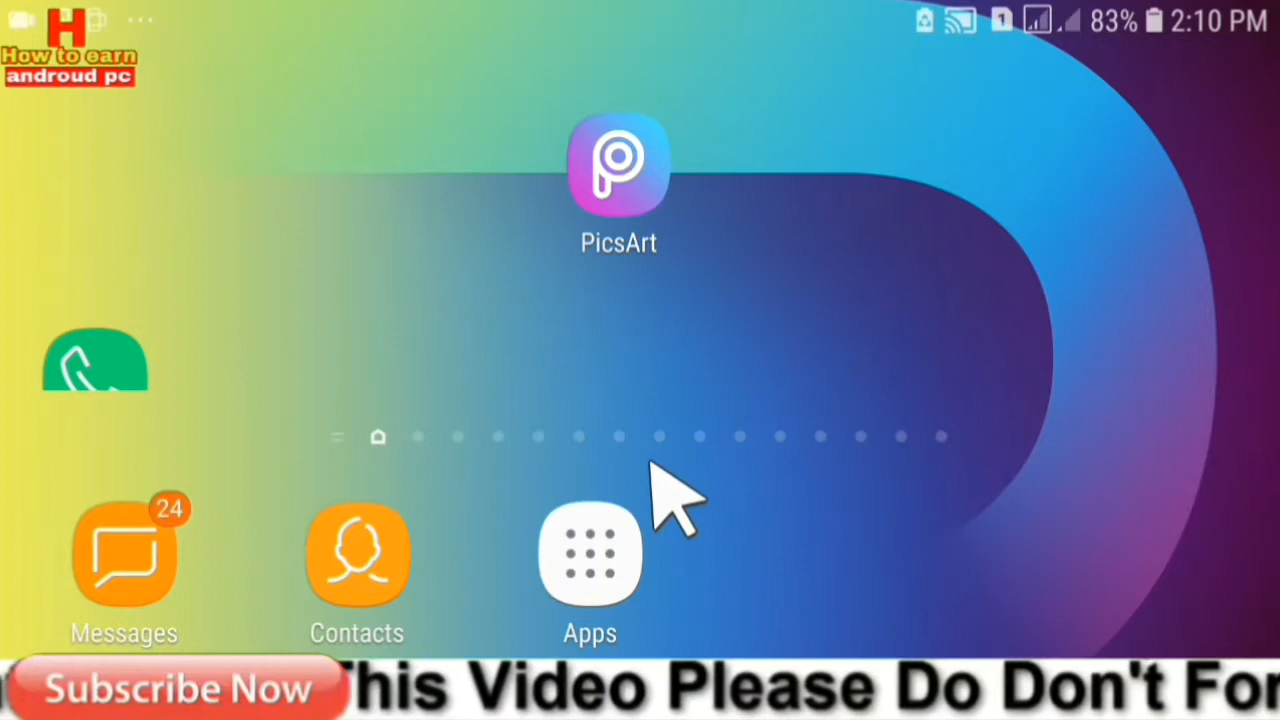 83% 2:10 PM
H
How to earn
androud pc
1
PicsArt
24
Messages
Contacts
Apps
Subscribe Now
This Video Please Do Don't For